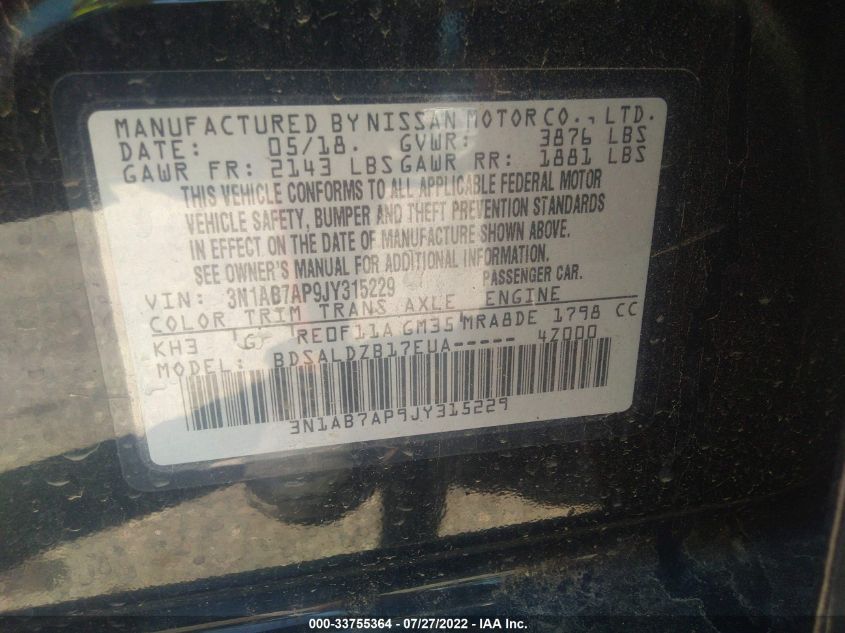 MANUFACTURED BY NISSAN MOTOR CO., LTD.
DATE: 05/18. GVWR: 3876 LBS
GAWR FR: 2143 LBS GAWR RR: 1881 LBS
THIS VEHICLE CONFORMS TO ALL APPLICABLE FEDERAL MOTOR
VEHICLE SAFETY, BUMPER AND THEFT PREVENTION STANDARDS
IN EFFECT ON THE DATE OF MANUFACTURE SHOWN ABOVE.
SEE OWNER'S MANUAL FOR ADDITIONAL INFORMATION.
VIN: 3N1AB7AP9JY315229 PASSENGER CAR.
COLOR TRIM TRANS AXLE ENGINE
KH3 G RE0F11A GM35 MRA8DE 1798 CC
MODEL: BDSALDZB17EUA----- 4Z000
3N1AB7AP9JY315229
000-33755364 / 07/27/2022 - IAA Inc.